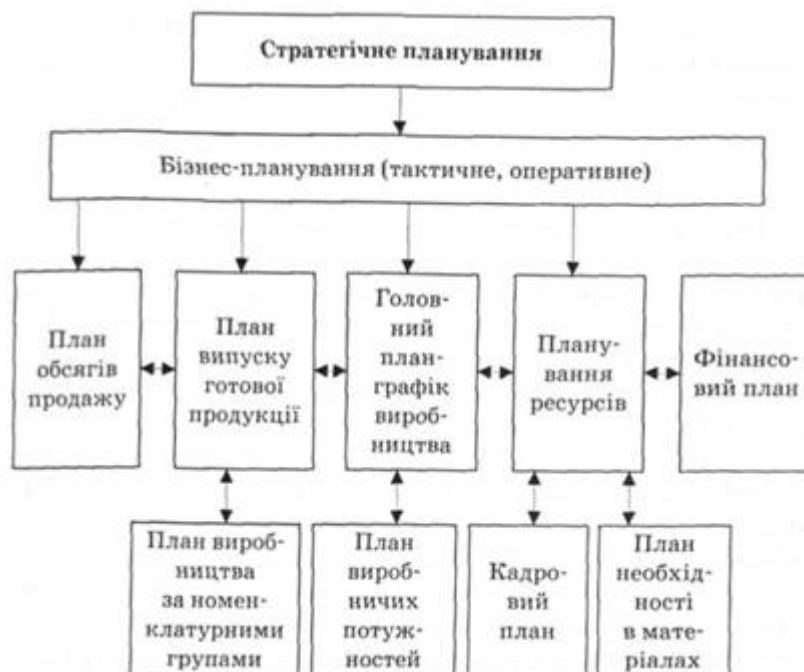 Стратегічне планування
Бізнес-планування (тактичне, оперативне)
План
обсягів
продажу
План
випуску
готової
продукції
Голов-
ний
план-
графік
вироб-
ництва
Плану-
вання
ресурсів
Фінансо-
вий план
План вироб-
ництва
за номен-
клатурними
групами
План
вироб-
ничих
потуж-
ностей
Кадро-
вий
план
План
необхід-
ності
в мате-
ріалах